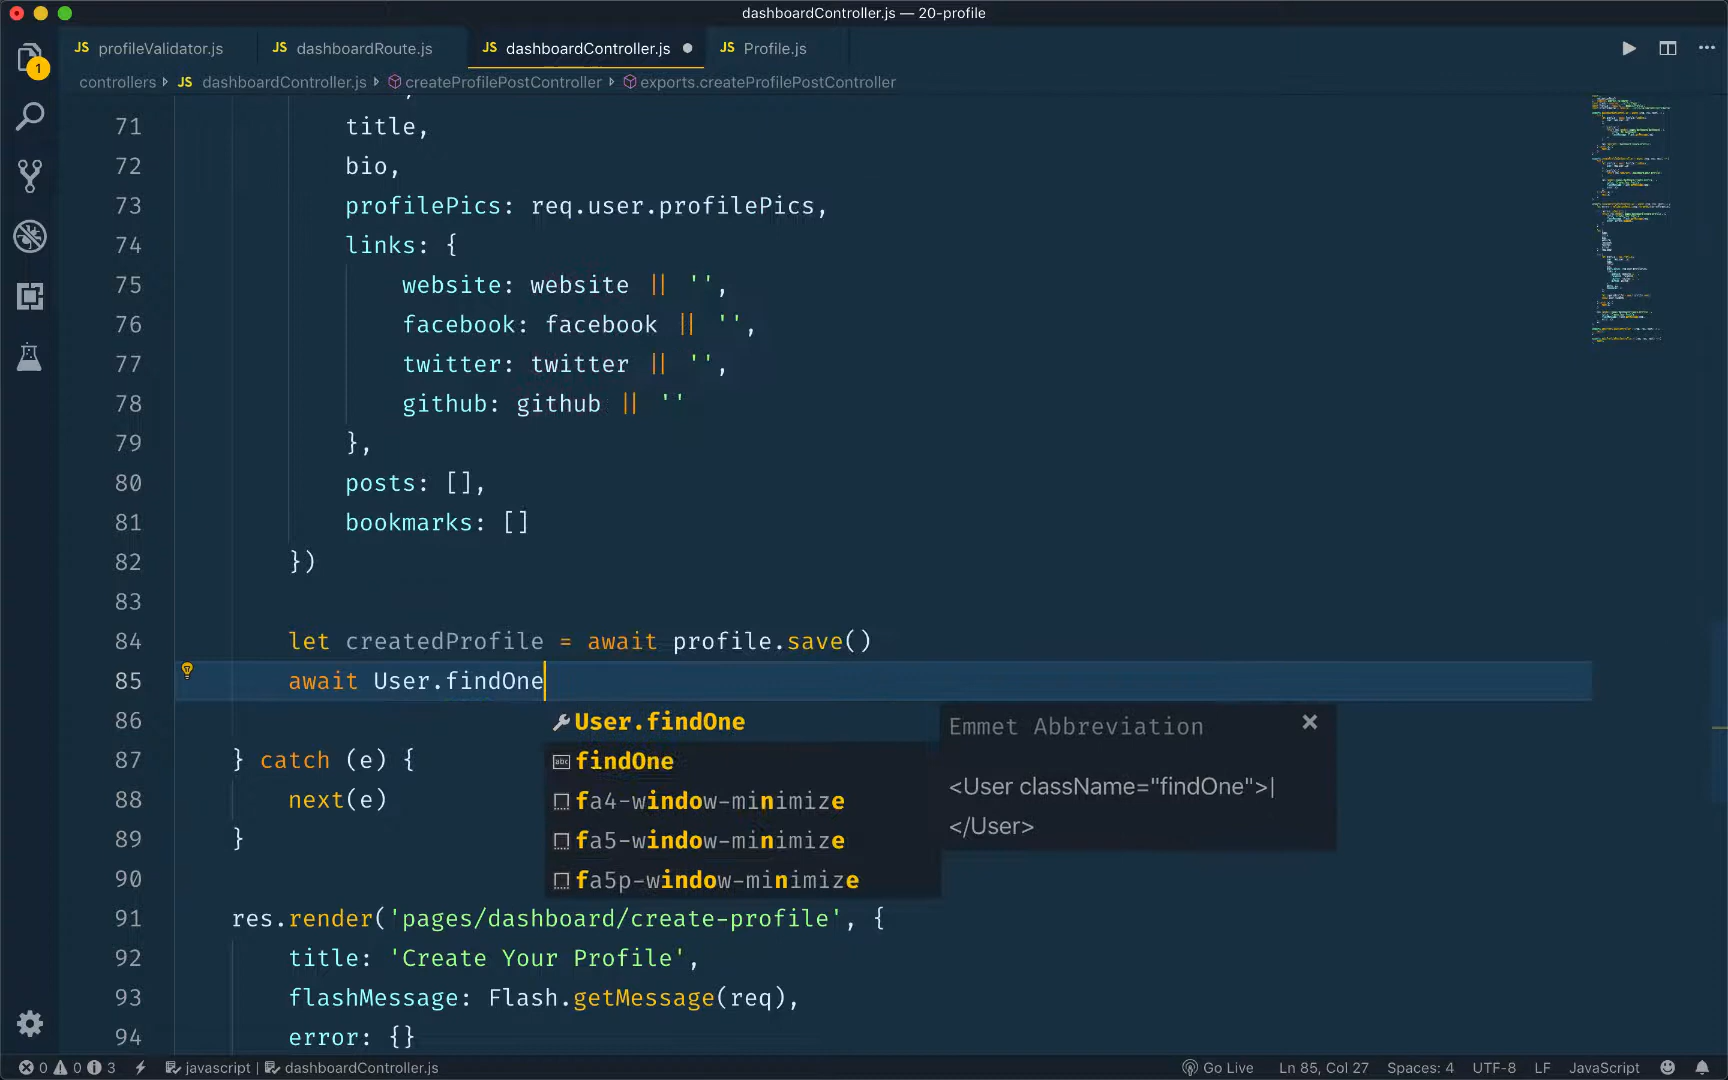 dashboardController.js — 20-profile
JS profileValidator.js JS dashboardRoute.js JS dashboardController.js JS Profile.js
controllers JS dashboardController.js createProfilePostController exports.createProfilePostController
1
71 title,
72 bio,
73 profilePics: req.user.profilePics,
74 links: {
75 website: website || '',
76 facebook: facebook || '',
77 twitter: twitter || '',
78 github: github || ''
79 },
80 posts: [],
81 bookmarks: []
82 })
83
84 let createdProfile = await profile.save()
85 await User.findOne
86 User.findOne Emmet Abbreviation
87 } catch (e) { findOne
88 next(e) fa4-window-minimize <User className="findOne">|
89 } fa5-window-minimize </User>
90 fa5p-window-minimize
91 res.render('pages/dashboard/create-profile', {
92 title: 'Create Your Profile',
93 flashMessage: Flash.getMessage(req),
94 error: {}
0 0 3 javascript | dashboardController.js Go Live Ln 85, Col 27 Spaces: 4 UTF-8 LF JavaScript